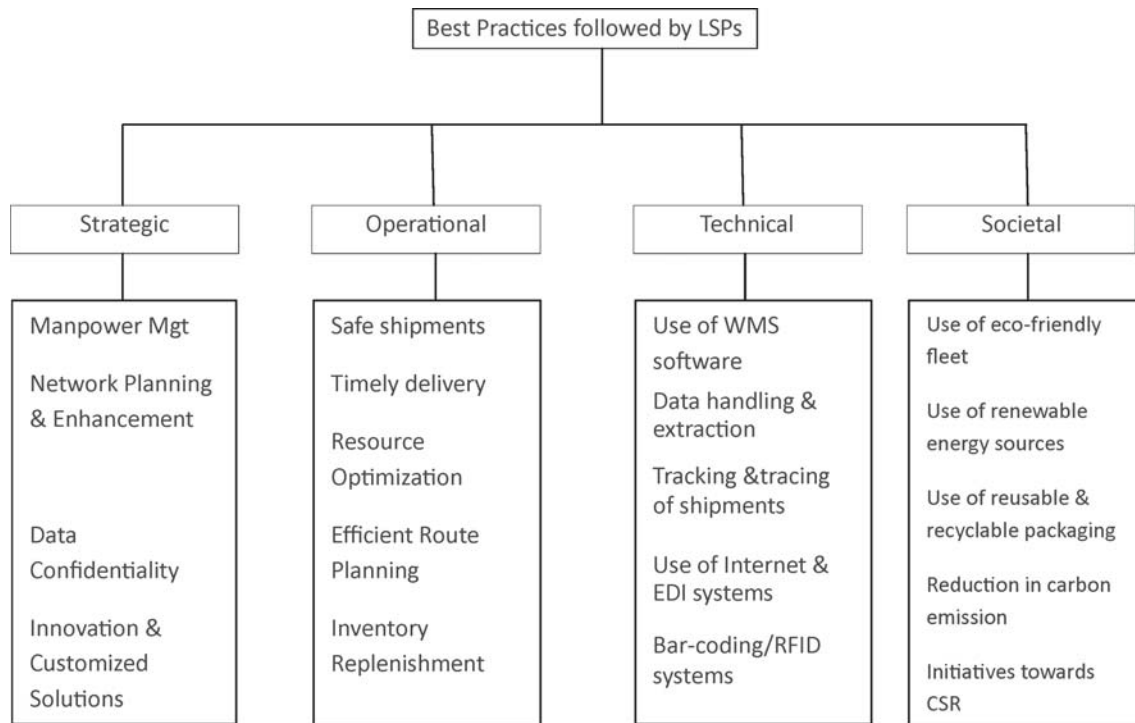 Best Practices followed by LSPs
Strategic
Operational
Technical
Societal
Manpower Mgt
Network Planning
& Enhancement
Data
Confidentiality
Innovation &
Customized
Solutions
Safe shipments
Timely delivery
Resource
Optimization
Efficient Route
Planning
Inventory
Replenishment
Use of WMS
software
Data handling &
extraction
Tracking &tracing
of shipments
Use of Internet &
EDI systems
Bar-coding/RFID
systems
Use of eco-friendly
fleet
Use of renewable
energy sources
Use of reusable &
recyclable packaging
Reduction in carbon
emission
Initiatives towards
CSR